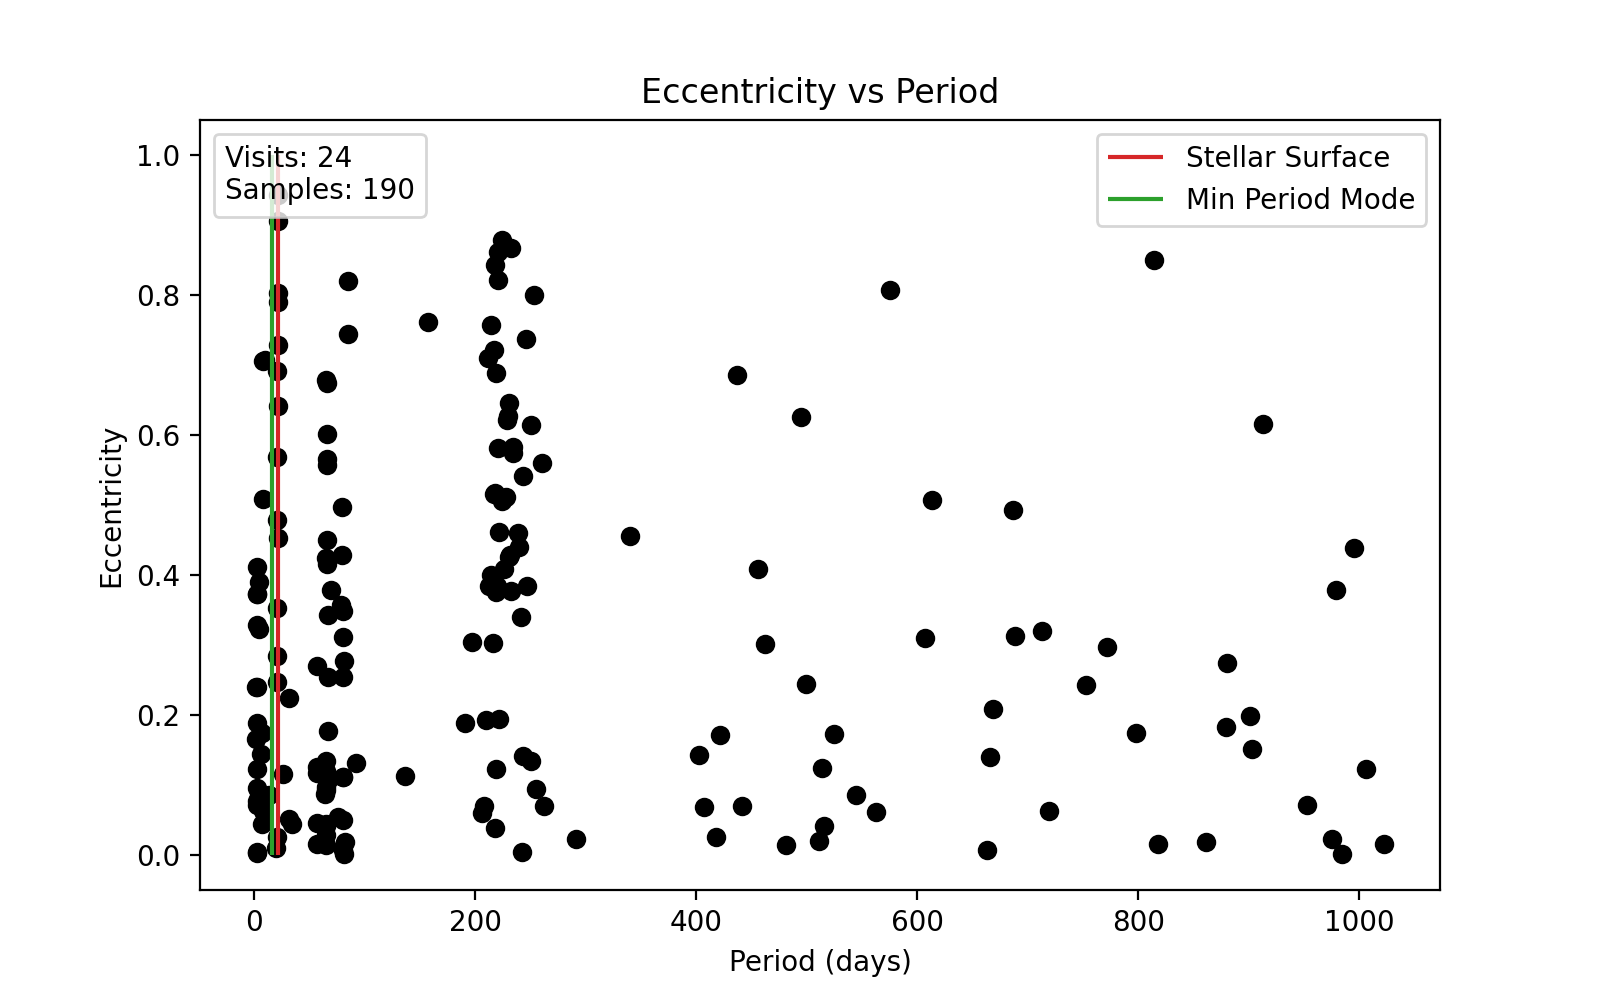 Eccentricity vs Period
Visits: 24
Samples: 190
Stellar Surface
Min Period Mode
Eccentricity
1.0
0.8
0.6
0.4
0.2
0.0
0 200 400 600 800 1000
Period (days)